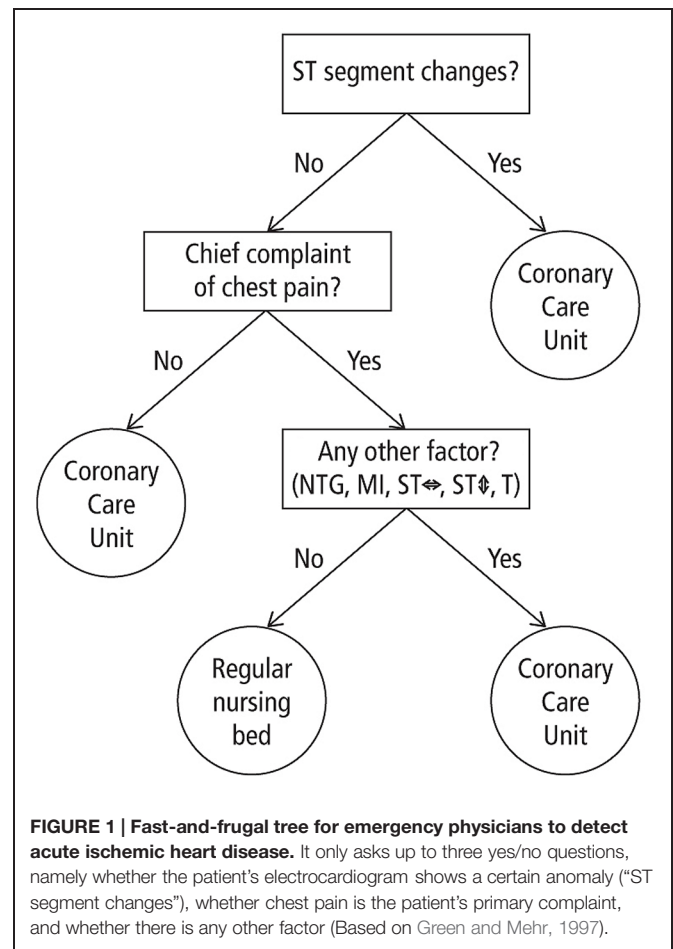 ST segment changes?
No
Yes
Chief complaint
of chest pain?
Coronary
Care
Unit
No
Yes
Coronary
Care
Unit
Any other factor?
(NTG, MI, ST⇔, ST⇕, T)
No
Yes
Regular
nursing
bed
Coronary
Care
Unit
FIGURE 1 | Fast-and-frugal tree for emergency physicians to detect
acute ischemic heart disease. It only asks up to three yes/no questions,
namely whether the patient’s electrocardiogram shows a certain anomaly (“ST
segment changes”), whether chest pain is the patient’s primary complaint,
and whether there is any other factor (Based on Green and Mehr, 1997).